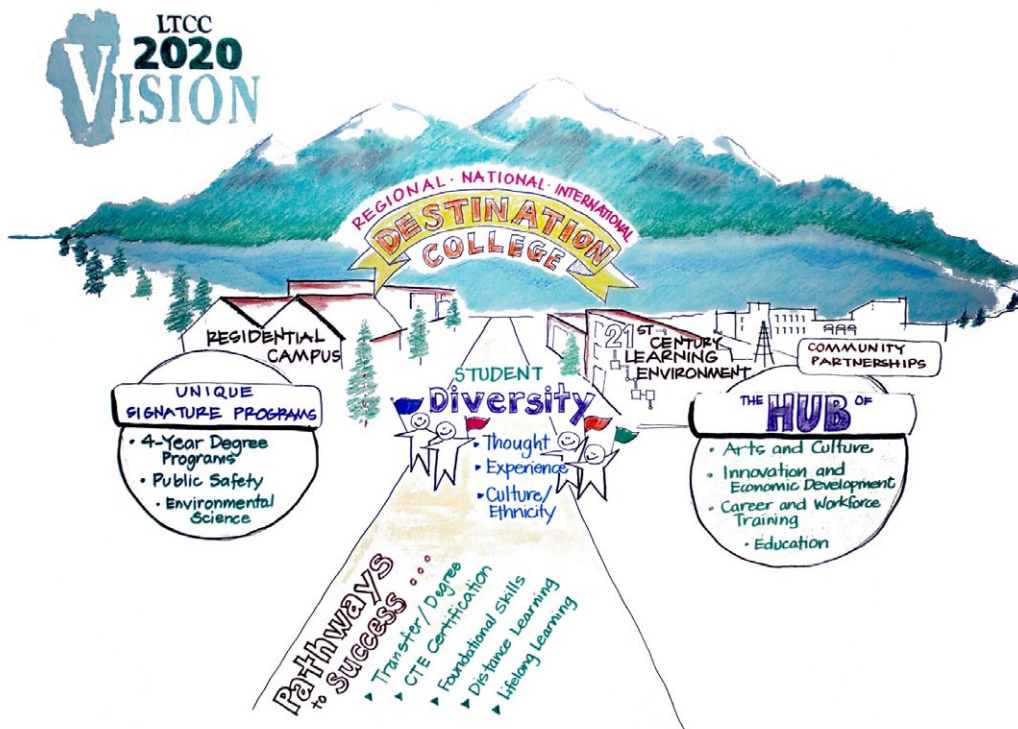 LTCC
2020
VISION
REGIONAL · NATIONAL · INTERNATIONAL
DESTINATION
COLLEGE
RESIDENTIAL
CAMPUS
21ST
CENTURY
LEARNING
ENVIRONMENT
COMMUNITY
PARTNERSHIPS
UNIQUE
SIGNATURE PROGRAMS
• 4-Year Degree
Programs
• Public Safety
• Environmental
Science
STUDENT
Diversity
• Thought
• Experience
• Culture/
Ethnicity
THE HUB OF
• Arts and Culture
• Innovation and
Economic Development
• Career and Workforce
Training
• Education
Pathways
to Success...
▸ Transfer/Degree
▸ CTE Certification
▸ Foundational Skills
▸ Distance Learning
▸ Lifelong Learning